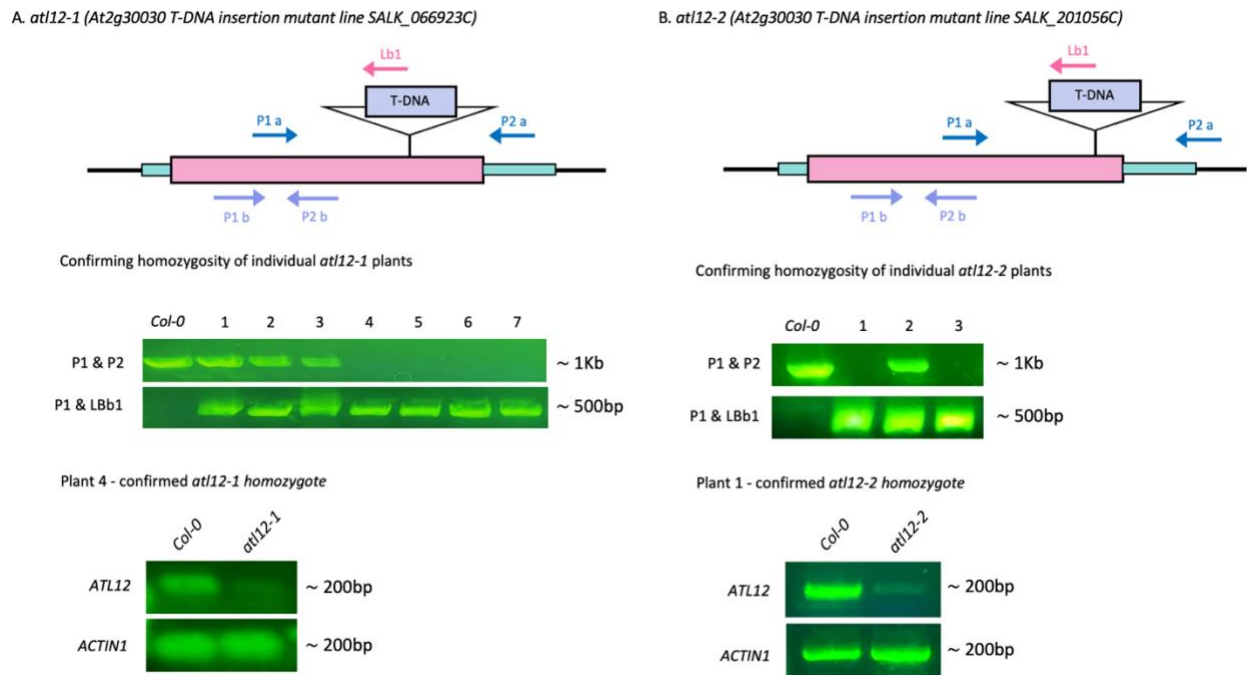 A. atl12-1 (At2g30030 T-DNA insertion mutant line SALK_066923C)
Lb1
T-DNA
P1 a
P2 a
P1 b
P2 b
Confirming homozygosity of individual atl12-1 plants
Col-0 1 2 3 4 5 6 7
P1 & P2 ~ 1Kb
P1 & LBb1 ~ 500bp
Plant 4 - confirmed atl12-1 homozygote
Col-0 atl12-1
ATL12 ~ 200bp
ACTIN1 ~ 200bp
B. atl12-2 (At2g30030 T-DNA insertion mutant line SALK_201056C)
Lb1
T-DNA
P1 a
P2 a
P1 b
P2 b
Confirming homozygosity of individual atl12-2 plants
Col-0 1 2 3
P1 & P2 ~ 1Kb
P1 & LBb1 ~ 500bp
Plant 1 - confirmed atl12-2 homozygote
Col-0 atl12-2
ATL12 ~ 200bp
ACTIN1 ~ 200bp